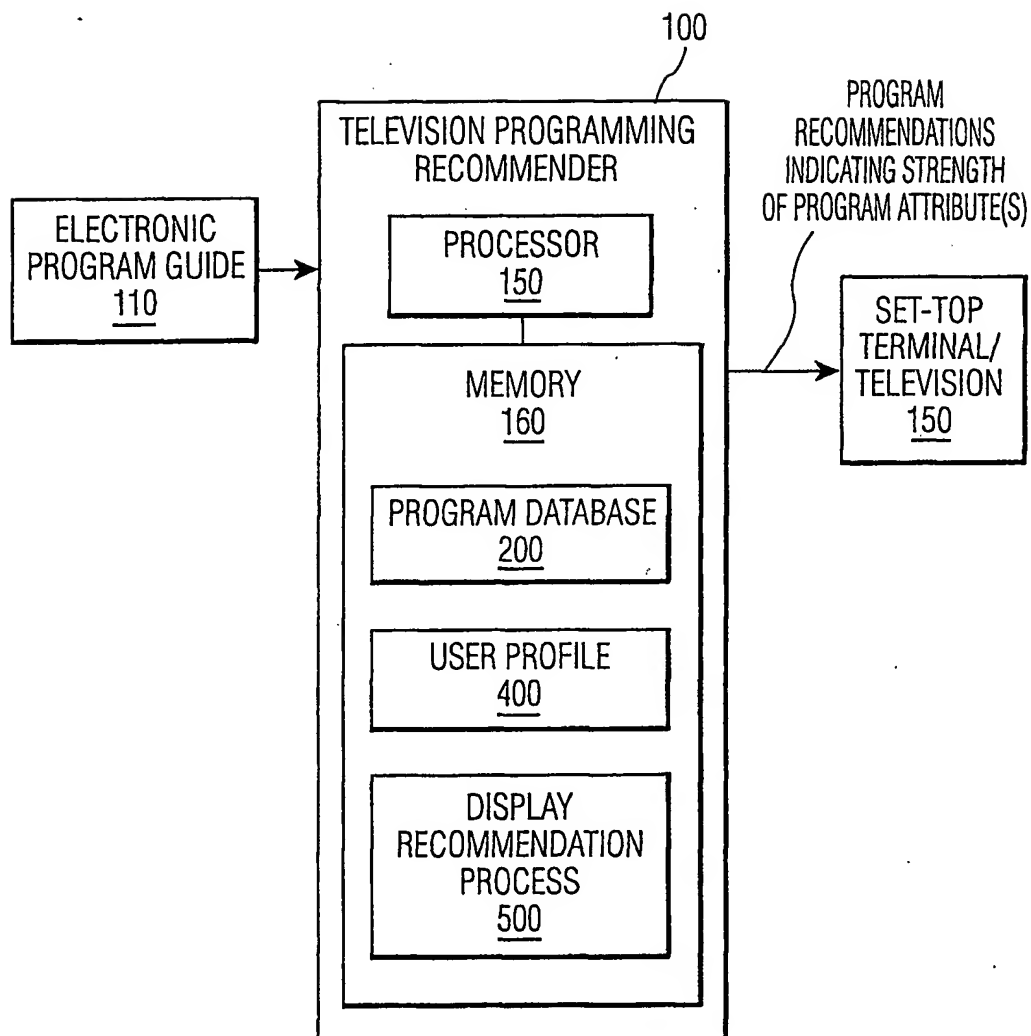 100
TELEVISION PROGRAMMING
RECOMMENDER
PROGRAM
RECOMMENDATIONS
INDICATING STRENGTH
OF PROGRAM ATTRIBUTE(S)
ELECTRONIC
PROGRAM GUIDE
110
PROCESSOR
150
SET-TOP
TERMINAL/
TELEVISION
150
MEMORY
160
PROGRAM DATABASE
200
USER PROFILE
400
DISPLAY
RECOMMENDATION
PROCESS
500